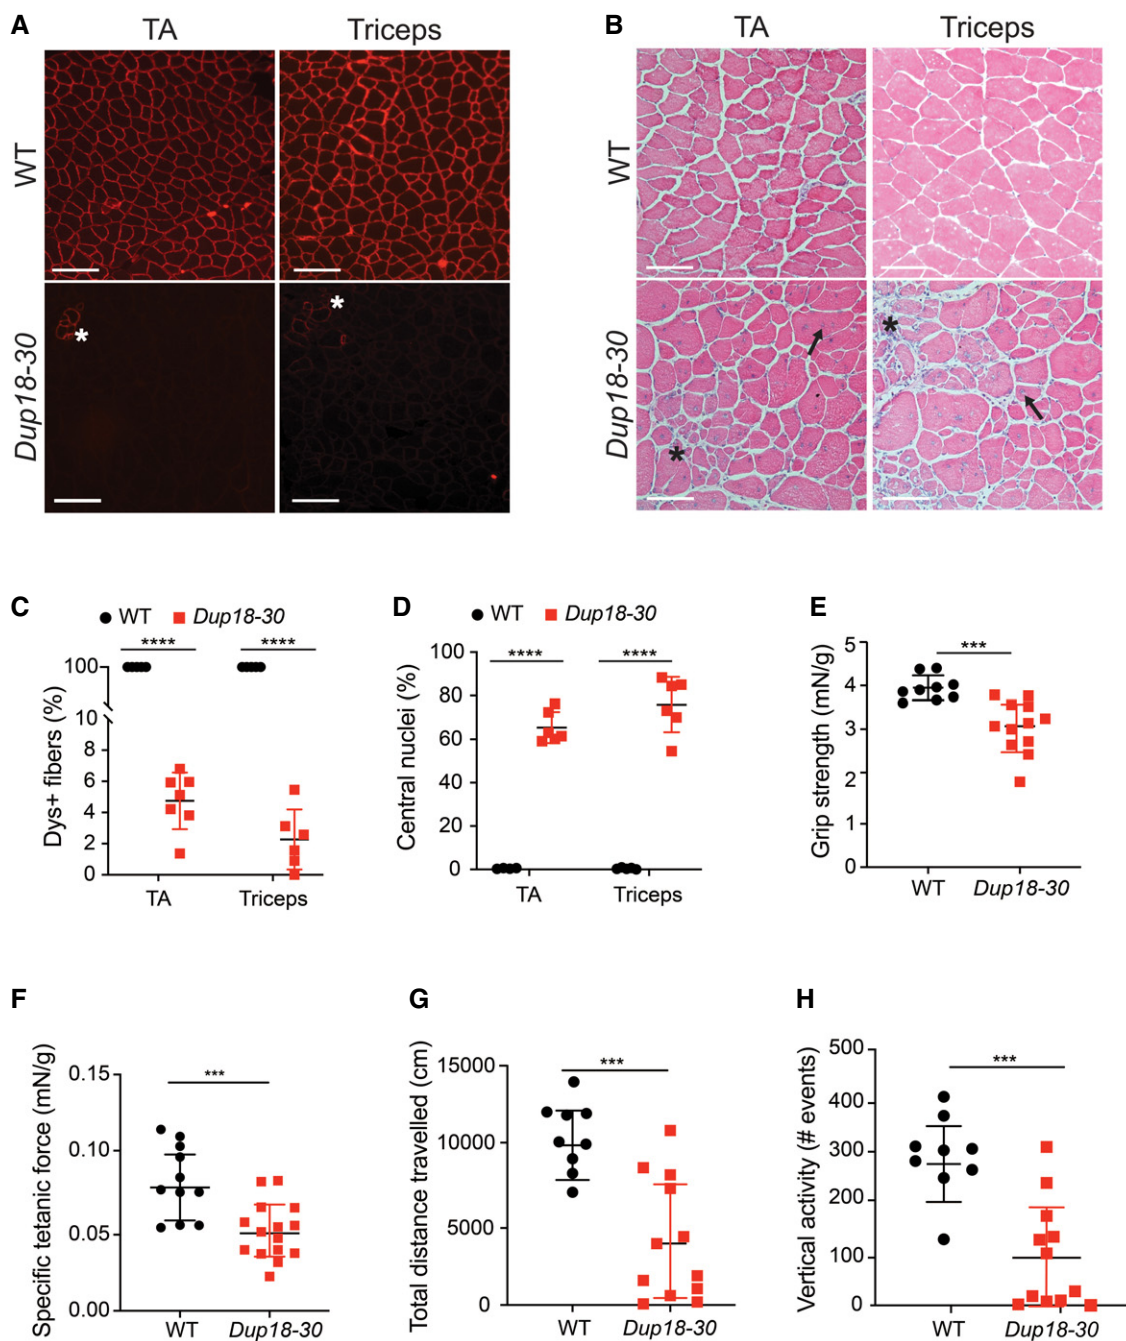 A
TA
Triceps
WT
Dup18-30
*
*
B
TA
Triceps
WT
Dup18-30
*
*
C
WT
Dup18-30
****
****
Dys+ fibers (%)
100
10
8
6
4
2
0
TA
Triceps
D
WT
Dup18-30
****
****
Central nuclei (%)
100
80
60
40
20
0
TA
Triceps
E
***
Grip strength (mN/g)
5
4
3
2
0
WT
Dup18-30
F
***
Specific tetanic force (mN/g)
0.15
0.10
0.05
0.00
WT
Dup18-30
G
***
Total distance travelled (cm)
15000
10000
5000
0
WT
Dup18-30
H
***
Vertical activity (# events)
500
400
300
200
100
0
WT
Dup18-30